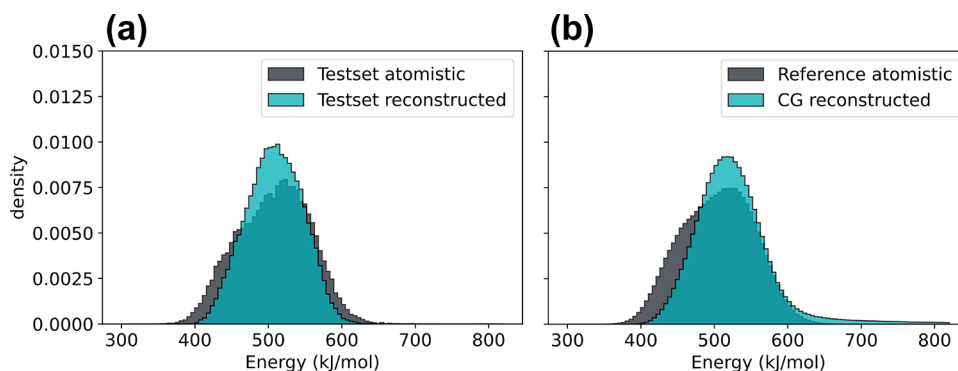 (a)
(b)
0.0150
0.0125
0.0100
0.0075
0.0050
0.0025
0.0000
density
Testset atomistic
Testset reconstructed
Reference atomistic
CG reconstructed
300 400 500 600 700 800
Energy (kJ/mol)
300 400 500 600 700 800
Energy (kJ/mol)